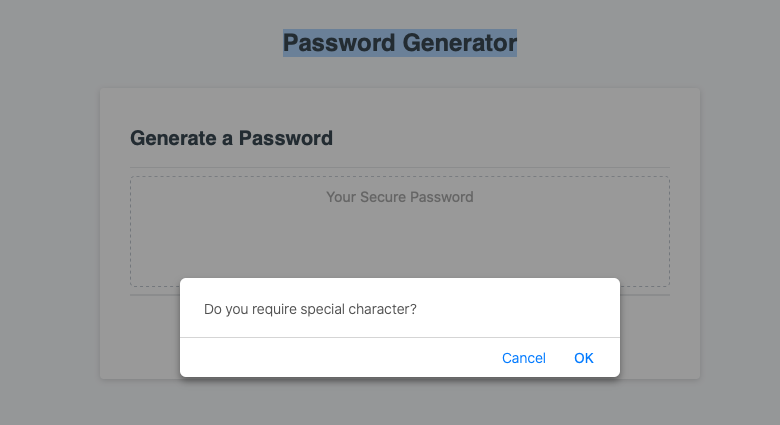 Password Generator
Generate a Password
Your Secure Password
Do you require special character?
Cancel OK